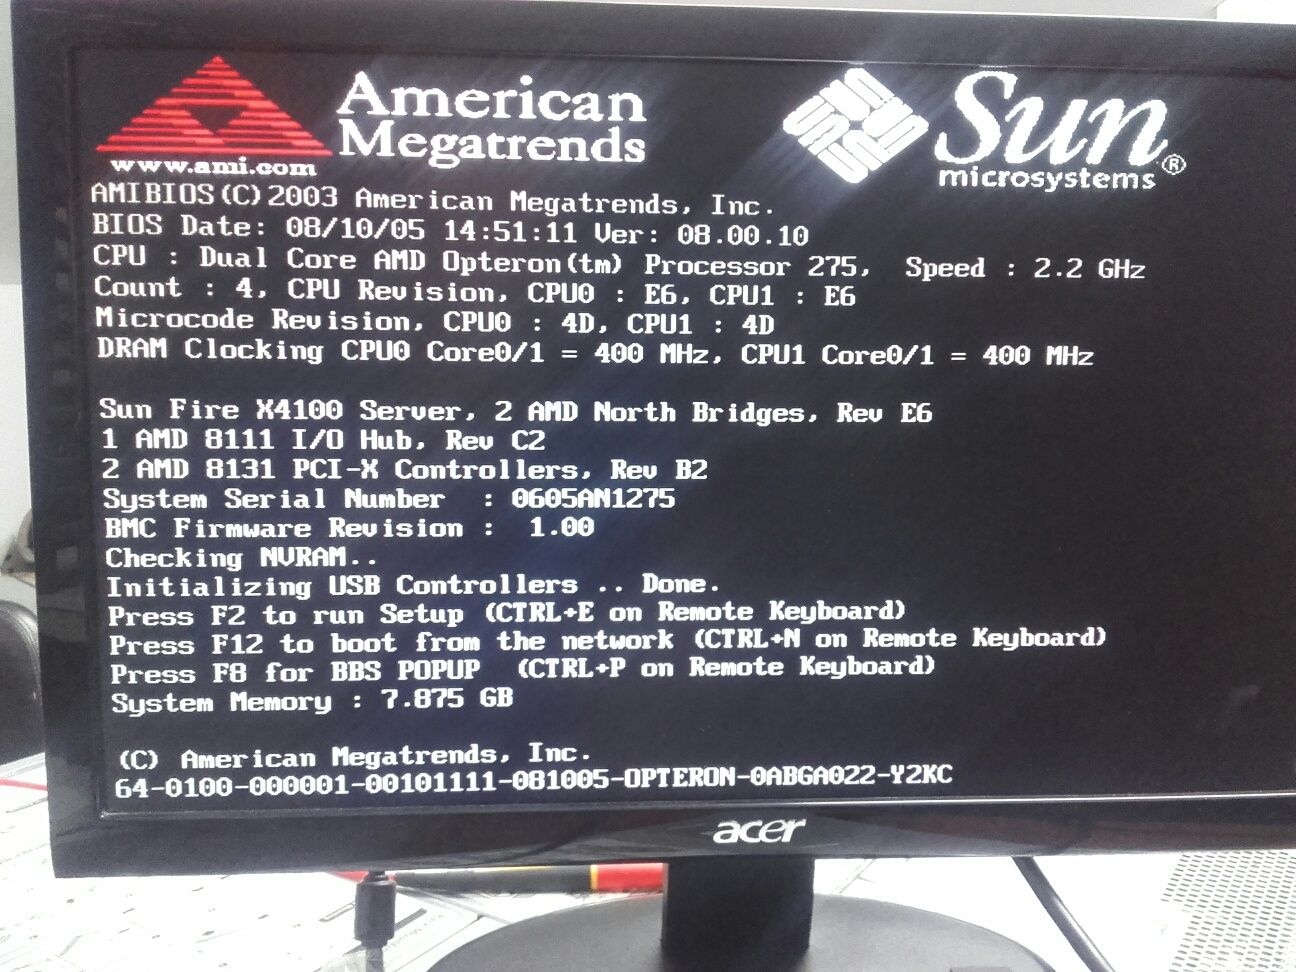 American
Megatrends
www.ami.com
Sun®
microsystems
AMIBIOS(C)2003 American Megatrends, Inc.
BIOS Date: 08/10/05 14:51:11 Ver: 08.00.10
CPU : Dual Core AMD Opteron(tm) Processor 275, Speed : 2.2 GHz
Count : 4, CPU Revision, CPU0 : E6, CPU1 : E6
Microcode Revision, CPU0 : 4D, CPU1 : 4D
DRAM Clocking CPU0 Core0/1 = 400 MHz, CPU1 Core0/1 = 400 MHz
Sun Fire X4100 Server, 2 AMD North Bridges, Rev E6
1 AMD 8111 I/O Hub, Rev C2
2 AMD 8131 PCI-X Controllers, Rev B2
System Serial Number : 0605AN1275
BMC Firmware Revision : 1.00
Checking NVRAM..
Initializing USB Controllers .. Done.
Press F2 to run Setup (CTRL+E on Remote Keyboard)
Press F12 to boot from the network (CTRL+N on Remote Keyboard)
Press F8 for BBS POPUP (CTRL+P on Remote Keyboard)
System Memory : 7.875 GB
(C) American Megatrends, Inc.
64-0100-000001-00101111-081005-OPTERON-0ABGA022-Y2KC
acer